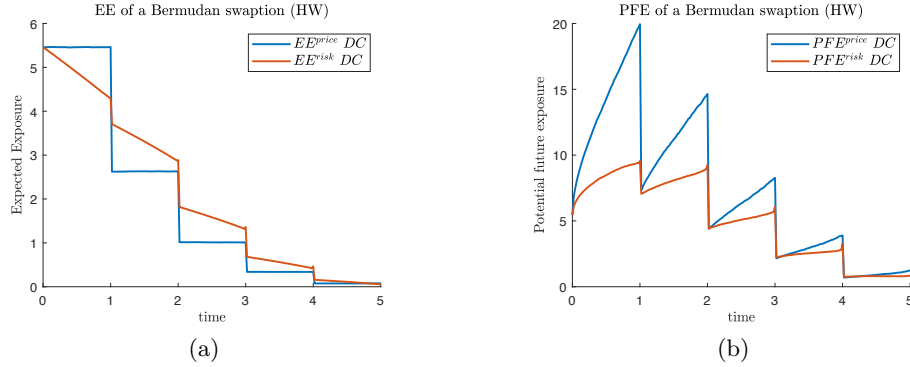 EE of a Bermudan swaption (HW)
6
5
4
3
2
1
0
Expected Exposure
EE^price DC
EE^risk DC
0 1 2 3 4 5
time
(a)
PFE of a Bermudan swaption (HW)
20
15
10
5
0
Potential future exposure
PFE^price DC
PFE^risk DC
0 1 2 3 4 5
time
(b)